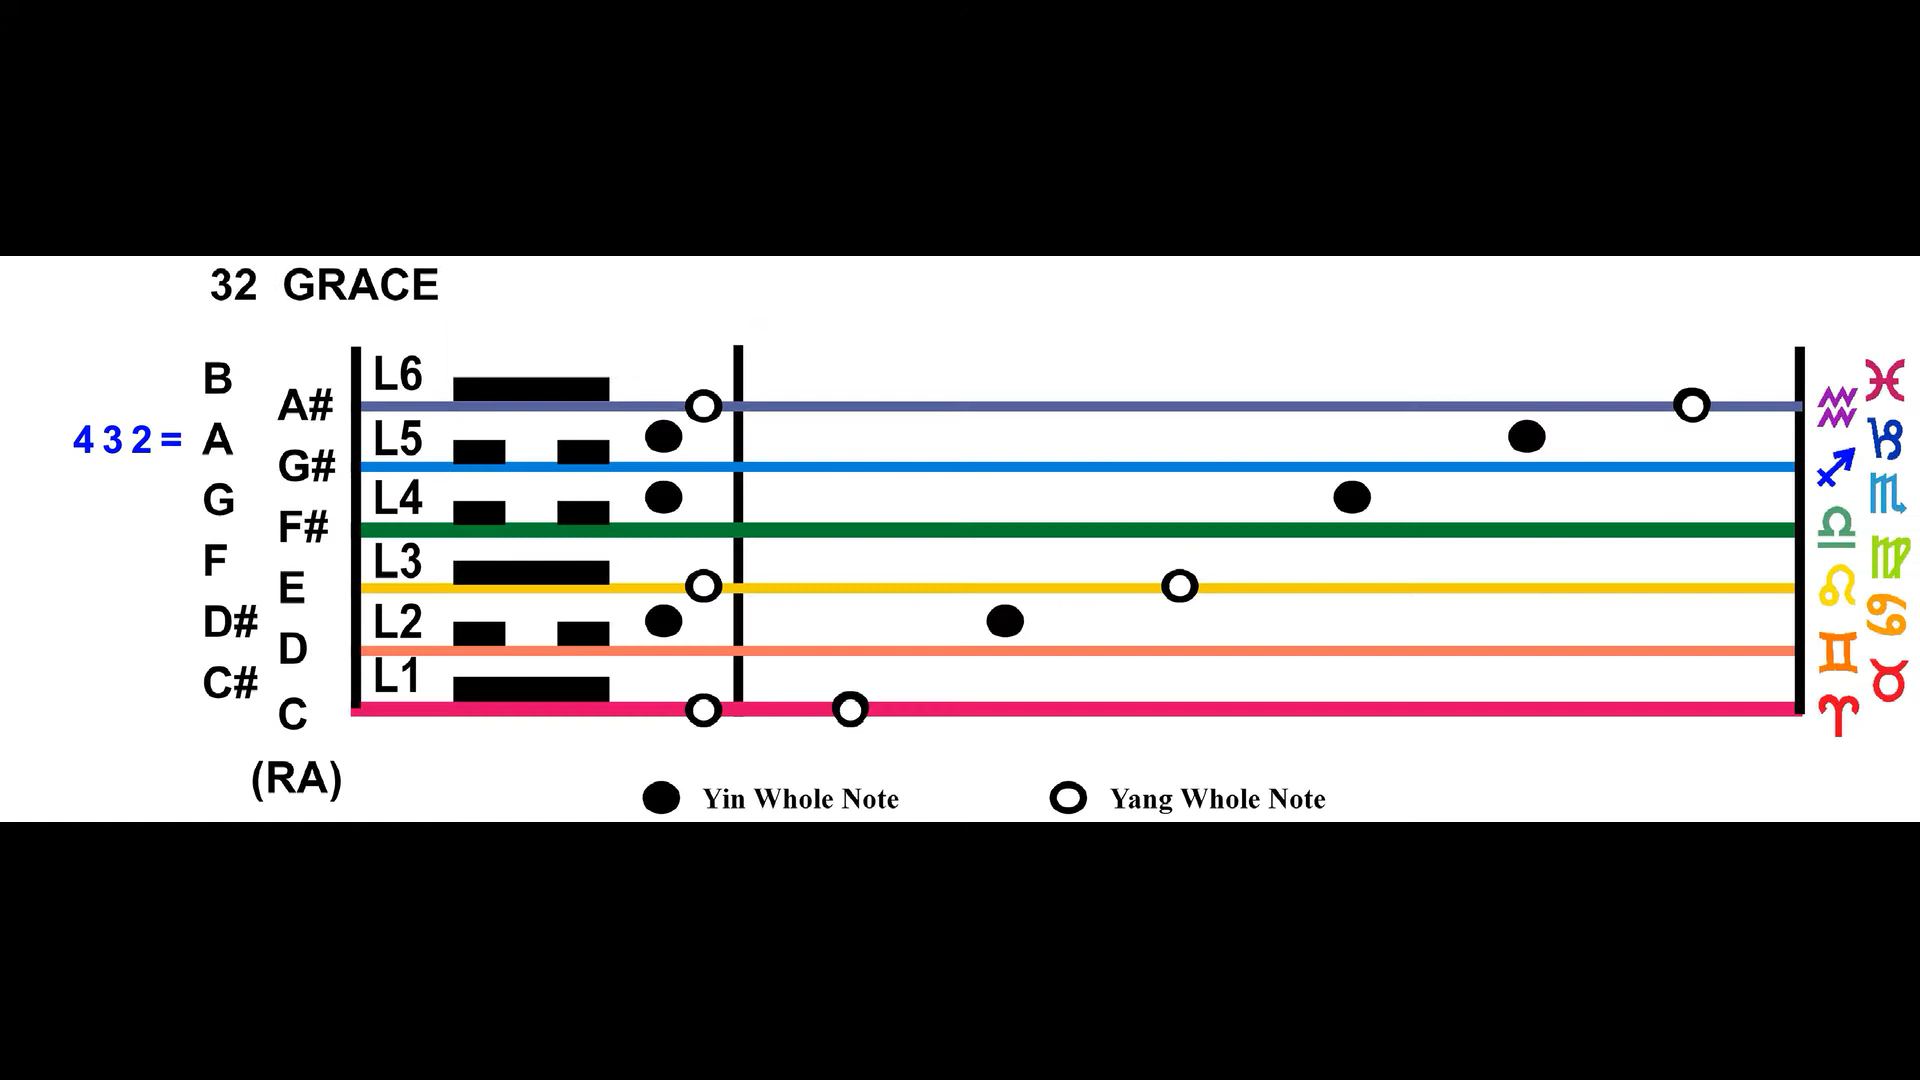 32 GRACE
B
A#
L6
♓
♒
432=
A
L5
♑
G#
♐
G
L4
♏
F#
♎
F
L3
♍
E
♌
D#
L2
♋
D
♊
C#
L1
♉
C
♈
(RA)
Yin Whole Note
Yang Whole Note